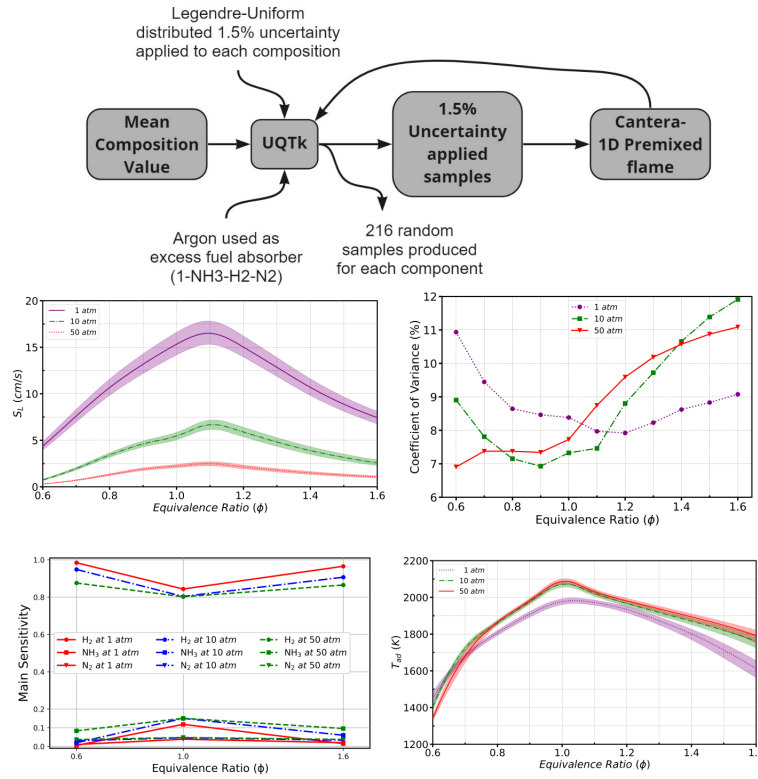 Legendre-Uniform
distributed 1.5% uncertainty
applied to each composition
Mean
Composition
Value
UQTk
1.5%
Uncertainty
applied
samples
Cantera-
1D Premixed
flame
Argon used as
excess fuel absorber
(1-NH3-H2-N2)
216 random
samples produced
for each component
20
15
10
5
0
S_L (cm/s)
1 atm
10 atm
50 atm
0.6 0.8 1.0 1.2 1.4 1.6
Equivalence Ratio (ϕ)
12
11
10
9
8
7
6
Coefficient of Variance (%)
1 atm
10 atm
50 atm
0.6 0.8 1.0 1.2 1.4 1.6
Equivalence Ratio (ϕ)
1.0
0.8
0.6
0.4
0.2
0.1
0.0
Main Sensitivity
H₂ at 1 atm H₂ at 10 atm H₂ at 50 atm
NH₃ at 1 atm NH₃ at 10 atm NH₃ at 50 atm
N₂ at 1 atm N₂ at 10 atm N₂ at 50 atm
0.6 1.0 1.6
Equivalence Ratio (ϕ)
2200
2000
1800
1600
1400
1200
T_ad (K)
1 atm
10 atm
50 atm
0.6 0.8 1.0 1.2 1.4 1.6
Equivalence Ratio (ϕ)